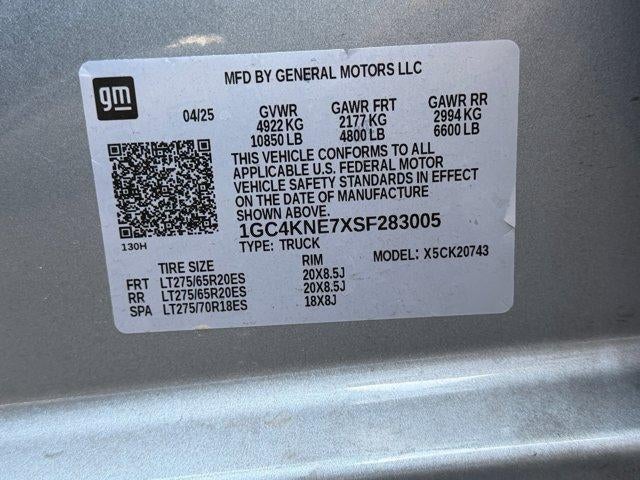 MFD BY GENERAL MOTORS LLC
gm
04/25 GVWR GAWR FRT GAWR RR
4922 KG 2177 KG 2994 KG
10850 LB 4800 LB 6600 LB
THIS VEHICLE CONFORMS TO ALL
APPLICABLE U.S. FEDERAL MOTOR
VEHICLE SAFETY STANDARDS IN EFFECT
ON THE DATE OF MANUFACTURE
SHOWN ABOVE.
130H
1GC4KNE7XSF283005
TYPE: TRUCK MODEL: X5CK20743
TIRE SIZE RIM
FRT LT275/65R20ES 20X8.5J
RR LT275/65R20ES 20X8.5J
SPA LT275/70R18ES 18X8J